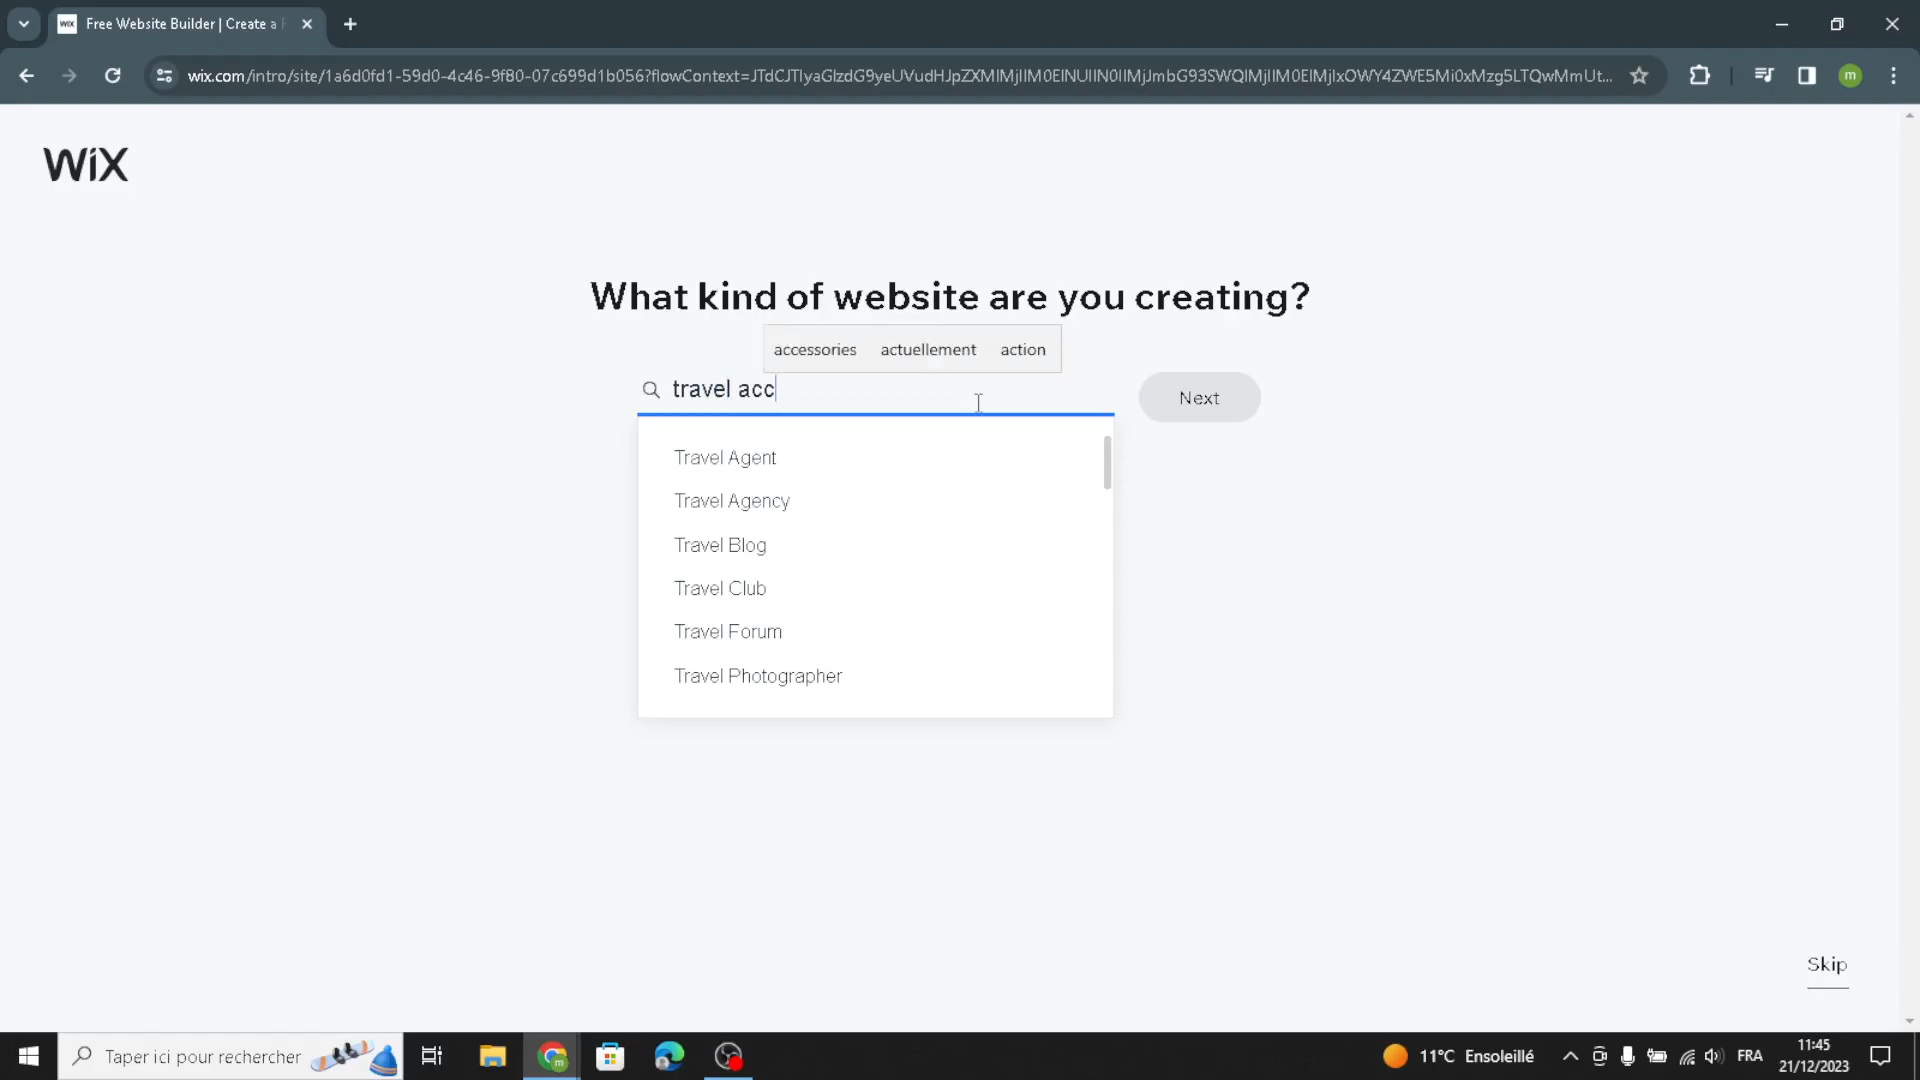 Free Website Builder | Create a
wix.com/intro/site/1a6d0fd1-59d0-4c46-9f80-07c699d1b056?flowContext=
m
WiX
What kind of website are you creating?
accessories actuellement action
travel acc
Next
Travel Agent
Travel Agency
Travel Blog
Travel Club
Travel Forum
Travel Photographer
Skip
Taper ici pour rechercher
11°C Ensoleillé
FRA
11:45
21/12/2023